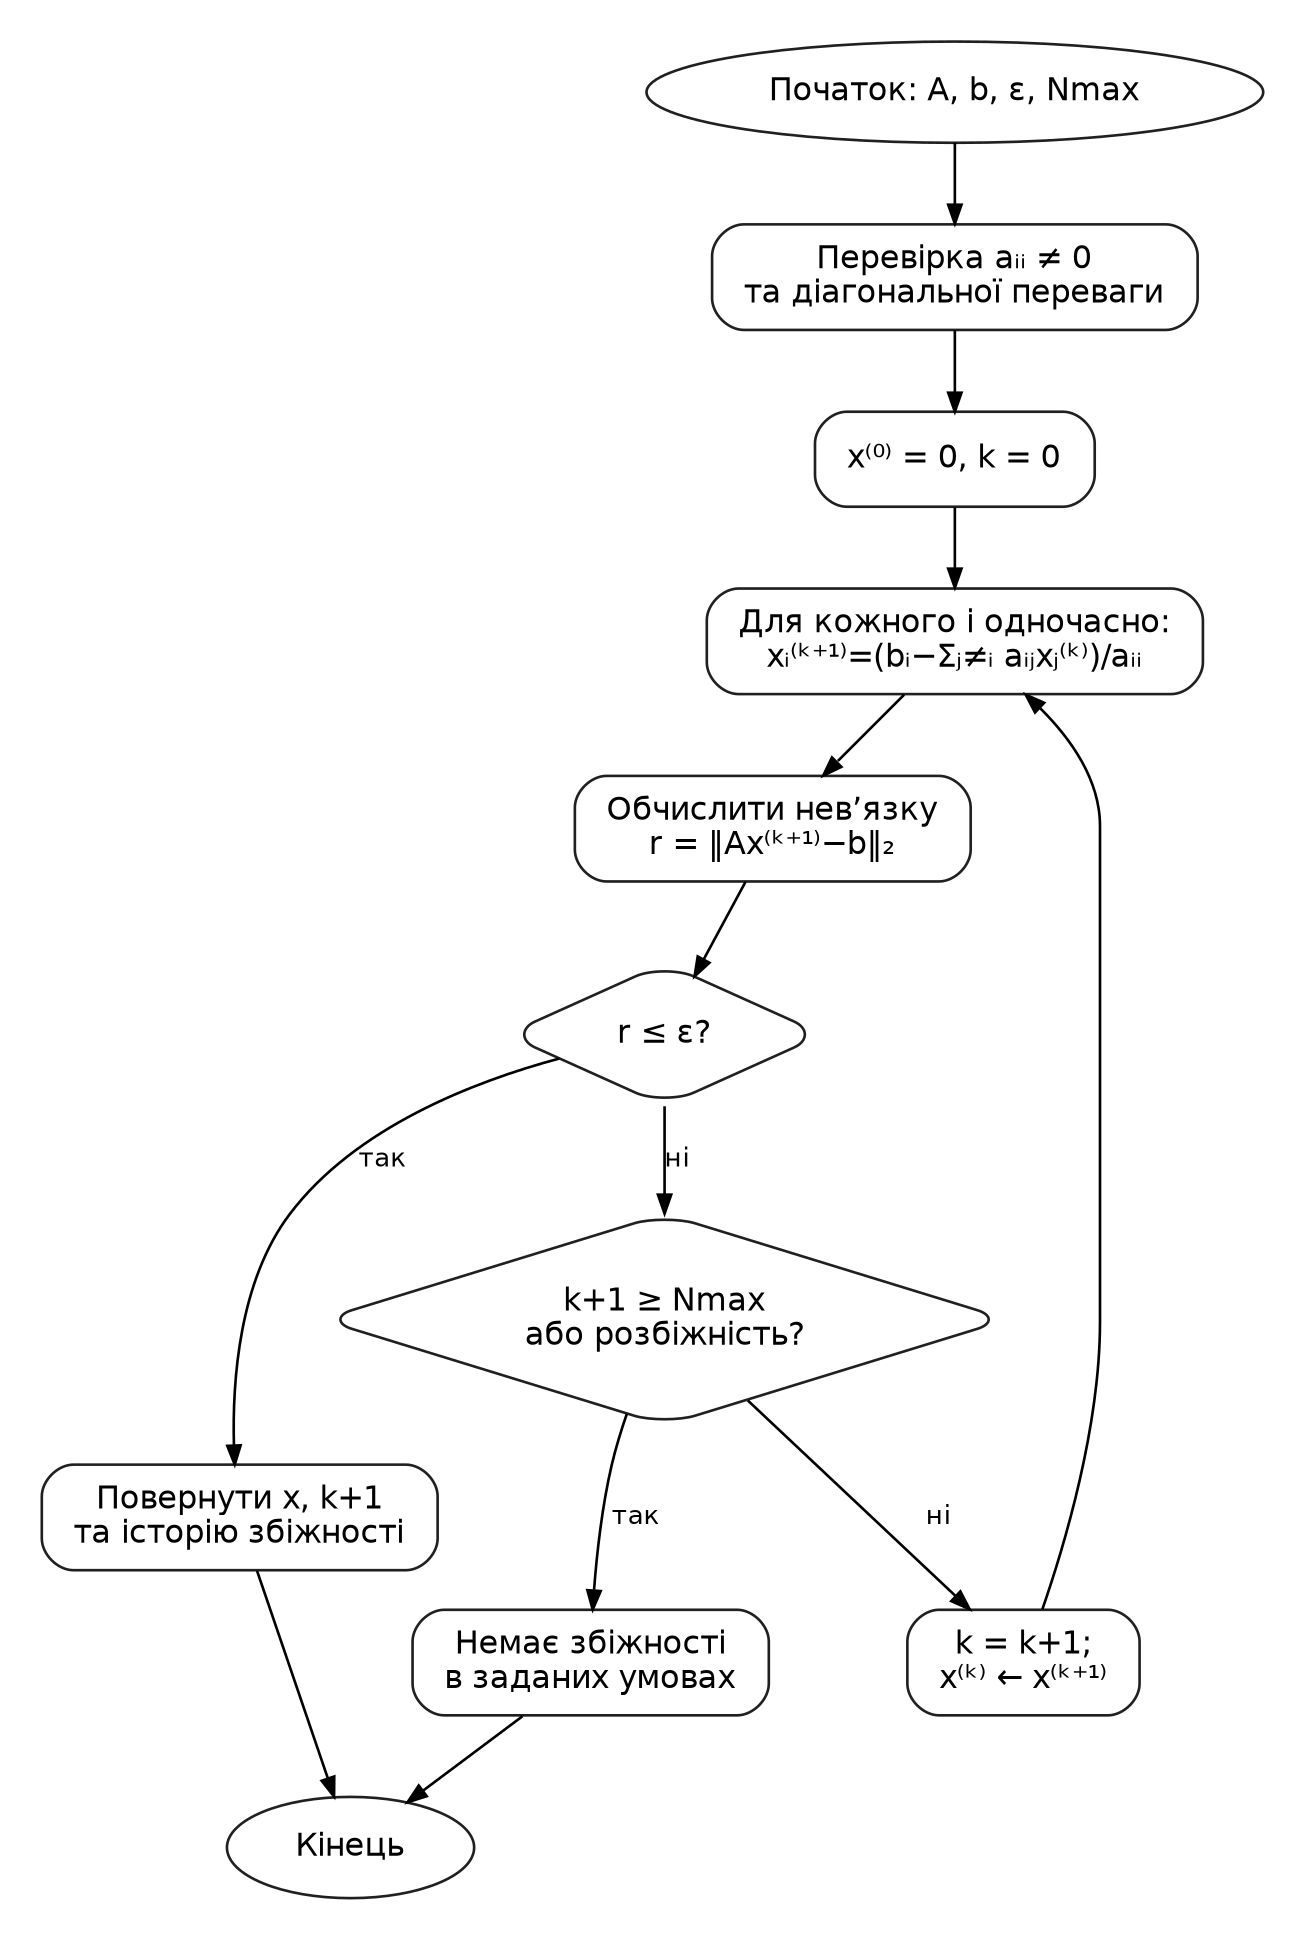 Початок: A, b, ε, Nmax
Перевірка aᵢᵢ ≠ 0
та діагональної переваги
x⁽⁰⁾ = 0, k = 0
Для кожного i одночасно:
xᵢ⁽ᵏ⁺¹⁾=(bᵢ−Σⱼ≠ᵢ aᵢⱼxⱼ⁽ᵏ⁾)/aᵢᵢ
Обчислити нев’язку
r = ‖Ax⁽ᵏ⁺¹⁾−b‖₂
r ≤ ε?
так
ні
k+1 ≥ Nmax
або розбіжність?
Повернути x, k+1
та історію збіжності
так
ні
Немає збіжності
в заданих умовах
k = k+1;
x⁽ᵏ⁾ ← x⁽ᵏ⁺¹⁾
Кінець